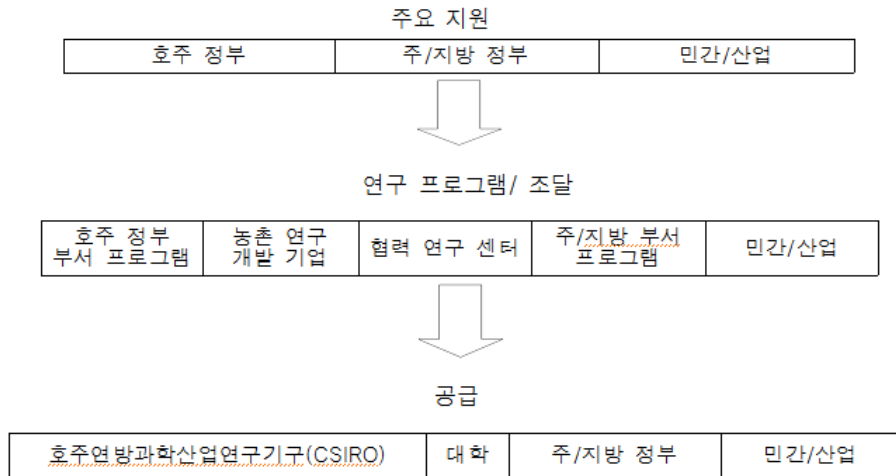 주요 지원
호주 정부 주/지방 정부 민간/산업
연구 프로그램/ 조달
호주 정부 부서 프로그램
농촌 연구 개발 기업
협력 연구 센터
주/지방 부서 프로그램
민간/산업
공급
호주연방과학산업연구기구(CSIRO) 대학 주/지방 정부 민간/산업